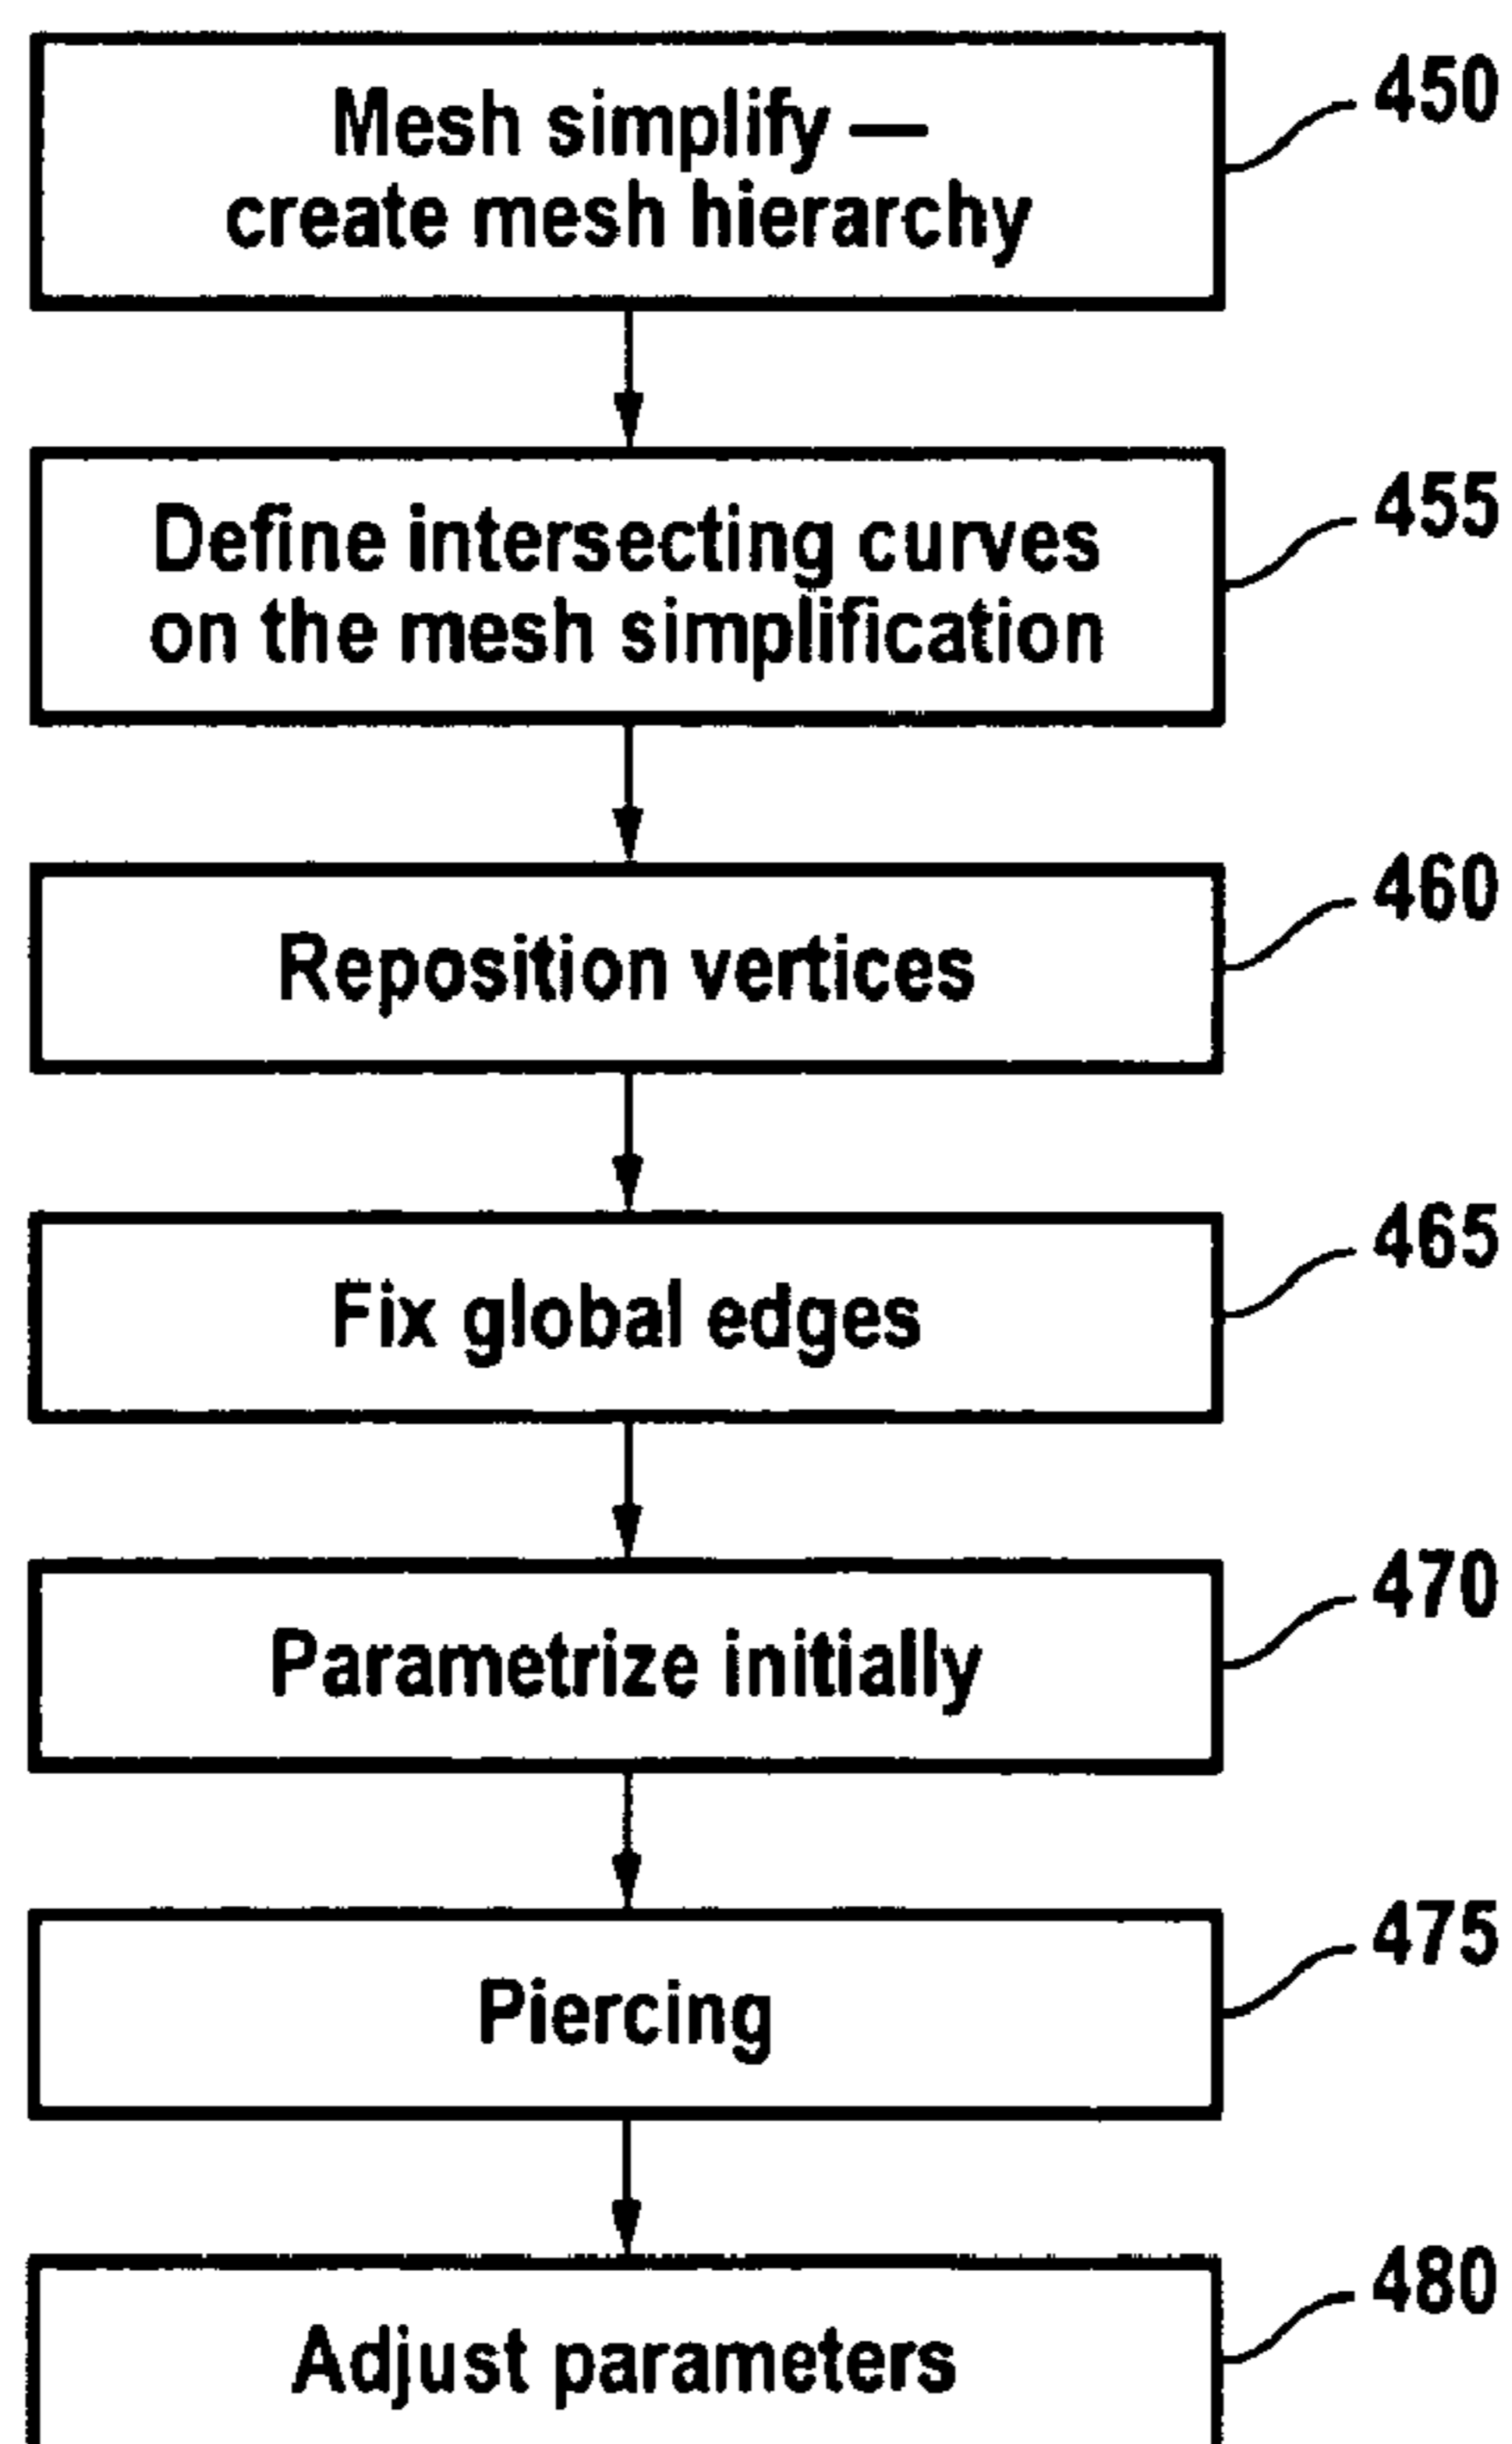 Mesh simplify —
create mesh hierarchy
450
Define intersecting curves
on the mesh simplification
455
Reposition vertices
460
Fix global edges
465
Parametrize initially
470
Piercing
475
Adjust parameters
480